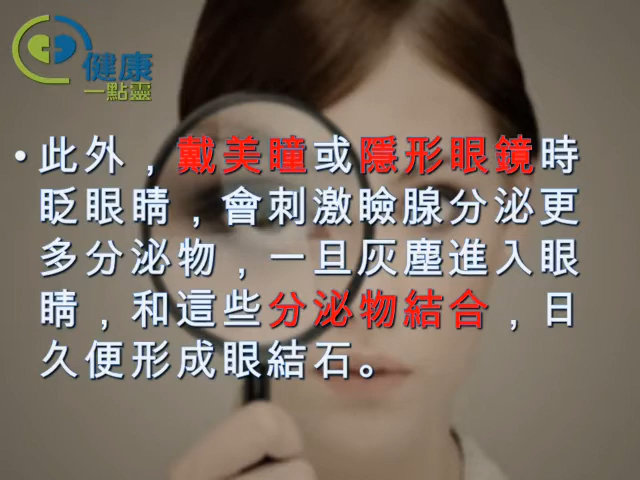 健康
一點靈
•此外，戴美瞳或隱形眼鏡時
眨眼睛，會刺激瞼腺分泌更
多分泌物，一旦灰塵進入眼
睛，和這些分泌物結合，日
久便形成眼結石。